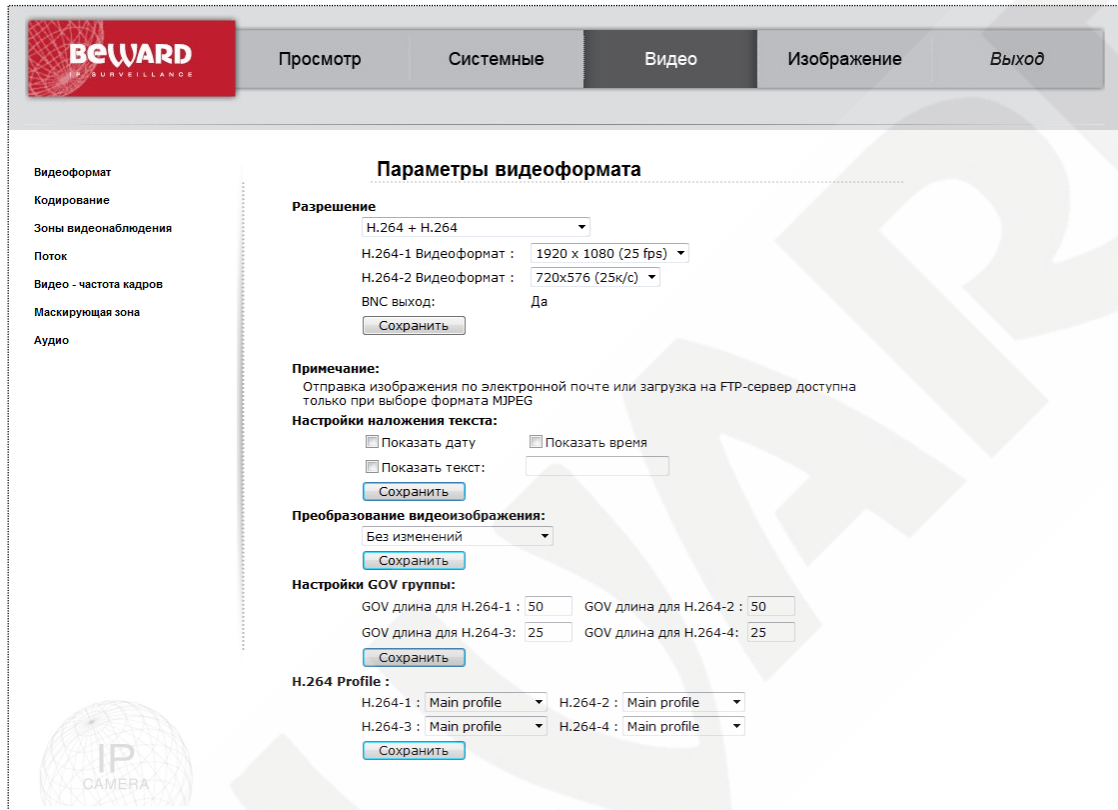 BEWARD
IP SURVEILLANCE
Просмотр Системные Видео Изображение Выход
Видеоформат
Кодирование
Зоны видеонаблюдения
Поток
Видео - частота кадров
Маскирующая зона
Аудио
Параметры видеоформата
Разрешение
H.264 + H.264
H.264-1 Видеоформат : 1920 x 1080 (25 fps)
H.264-2 Видеоформат : 720x576 (25к/с)
BNC выход: Да
Сохранить
Примечание:
Отправка изображения по электронной почте или загрузка на FTP-сервер доступна
только при выборе формата MJPEG
Настройки наложения текста:
Показать дату Показать время
Показать текст:
Сохранить
Преобразование видеоизображения:
Без изменений
Сохранить
Настройки GOV группы:
GOV длина для H.264-1 : 50 GOV длина для H.264-2 : 50
GOV длина для H.264-3: 25 GOV длина для H.264-4: 25
Сохранить
H.264 Profile :
H.264-1 : Main profile H.264-2 : Main profile
H.264-3 : Main profile H.264-4 : Main profile
Сохранить
IP
CAMERA